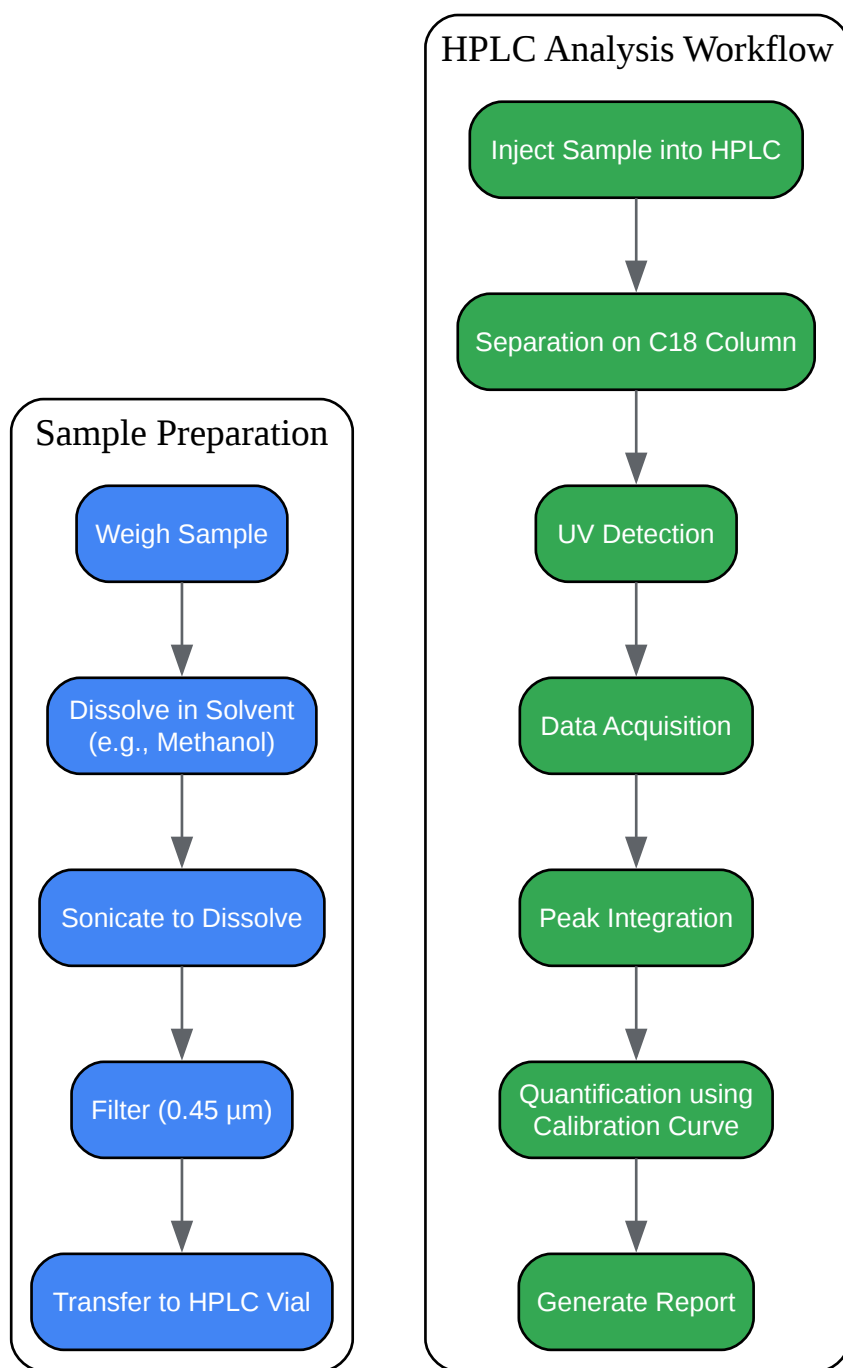 Sample Preparation
Weigh Sample
Dissolve in Solvent
(e.g., Methanol)
Sonicate to Dissolve
Filter (0.45 µm)
Transfer to HPLC Vial
HPLC Analysis Workflow
Inject Sample into HPLC
Separation on C18 Column
UV Detection
Data Acquisition
Peak Integration
Quantification using
Calibration Curve
Generate Report